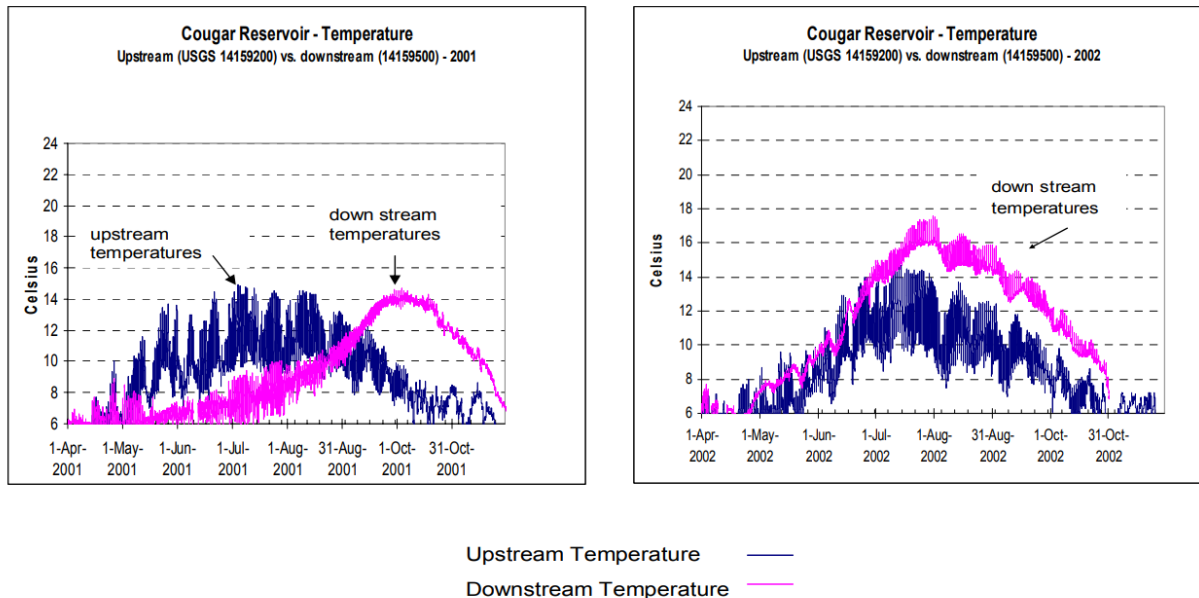 Cougar Reservoir - Temperature
Upstream (USGS 14159200) vs. downstream (14159500) - 2001
24
22
20
18
16
14
12
10
8
6
Celsius
upstream
temperatures
down stream
temperatures
1-Apr-
2001
1-May-
2001
1-Jun-
2001
1-Jul-
2001
1-Aug-
2001
31-Aug-
2001
1-Oct-
2001
31-Oct-
2001
Cougar Reservoir - Temperature
Upstream (USGS 14159200) vs. downstream (14159500) - 2002
24
22
20
18
16
14
12
10
8
6
Celsius
down stream
temperatures
1-Apr-
2002
1-May-
2002
1-Jun-
2002
1-Jul-
2002
1-Aug-
2002
31-Aug-
2002
1-Oct-
2002
31-Oct-
2002
Upstream Temperature
Downstream Temperature